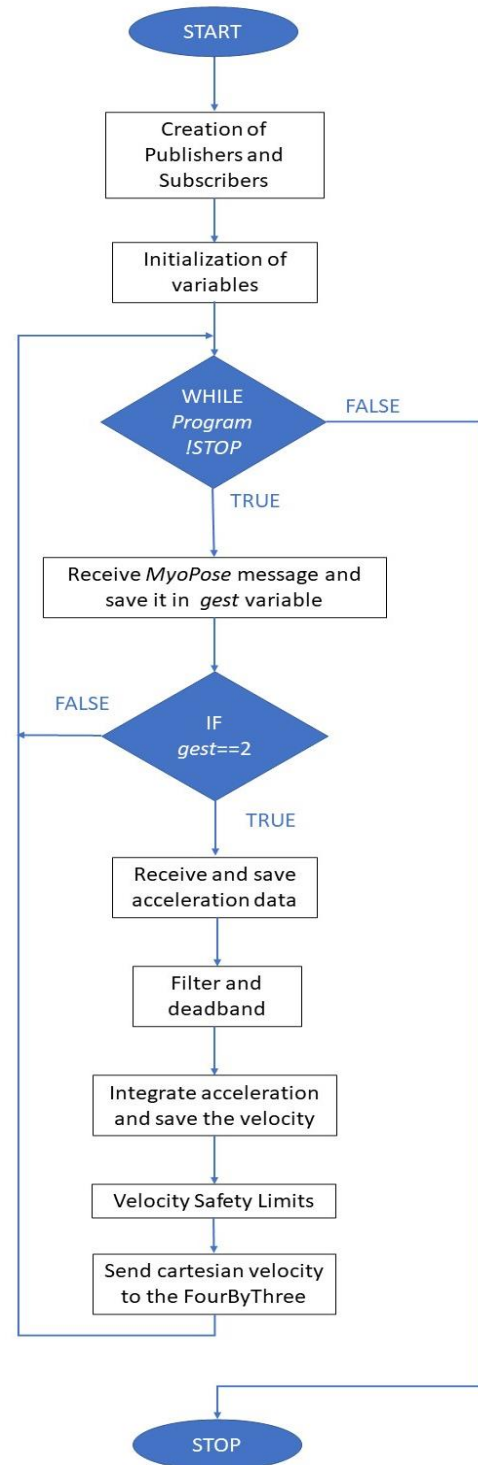 START
Creation of
Publishers and
Subscribers
Initialization of
variables
WHILE
Program
!STOP
FALSE
TRUE
Receive MyoPose message and
save it in gest variable
FALSE
IF
gest==2
TRUE
Receive and save
acceleration data
Filter and
deadband
Integrate acceleration
and save the velocity
Velocity Safety Limits
Send cartesian velocity
to the FourByThree
STOP